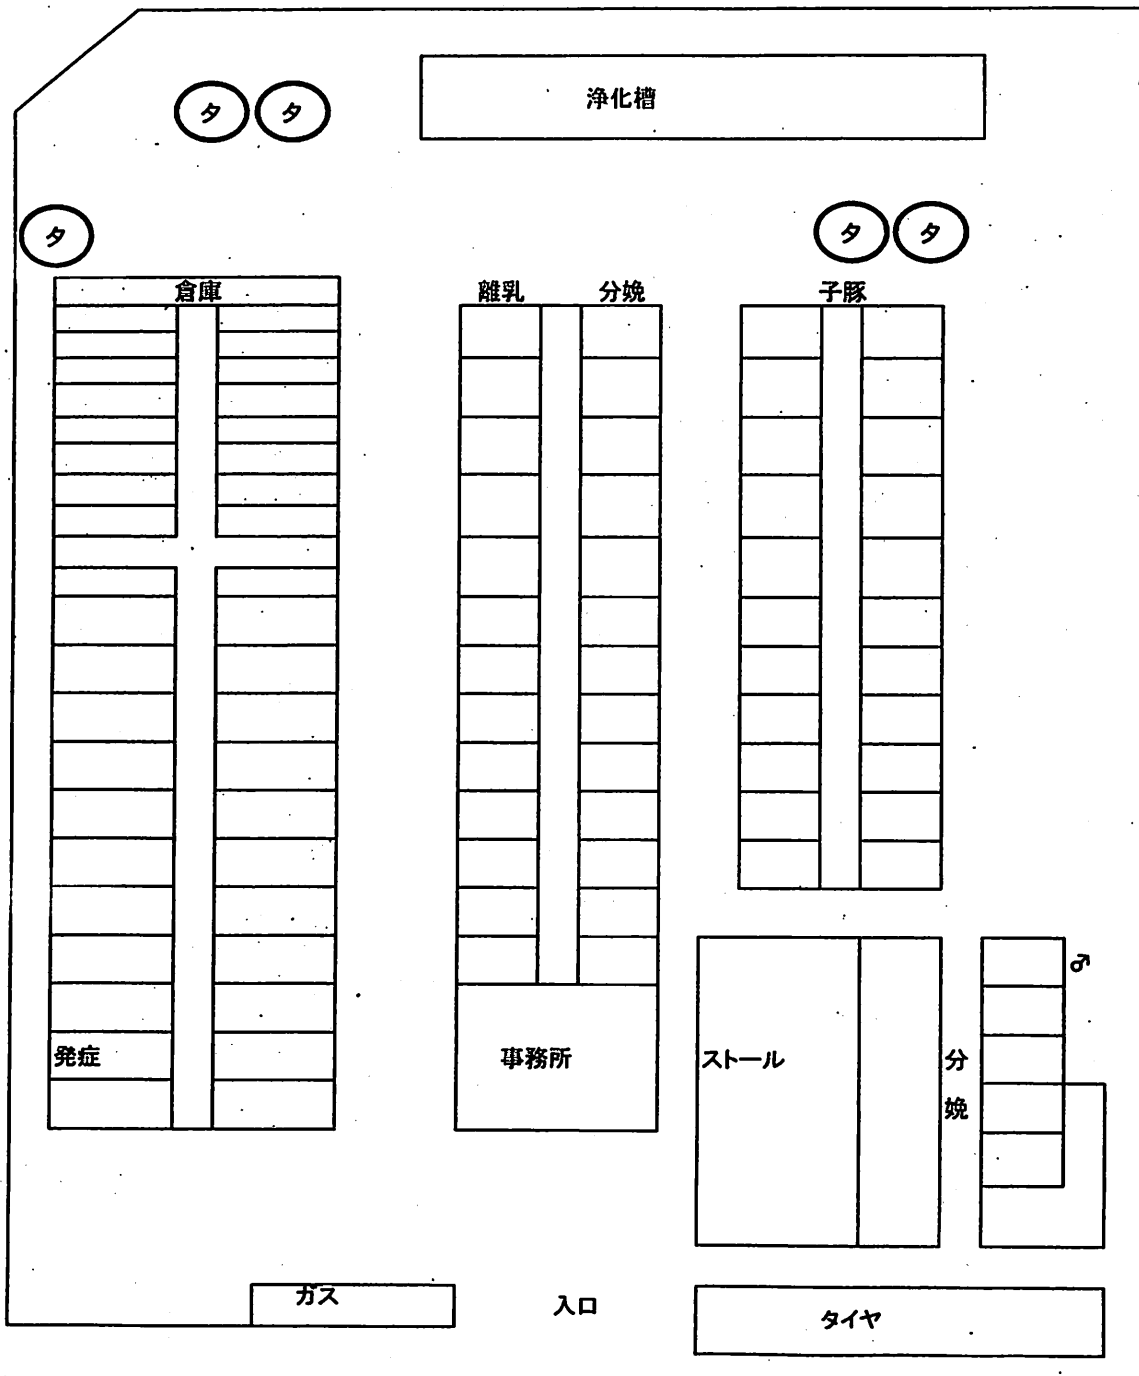 浄化槽
タ
タ
タ
タ
タ
倉庫
離乳
分娩
子豚
♂
発症
事務所
ストール
分
娩
ガス
入口
タイヤ